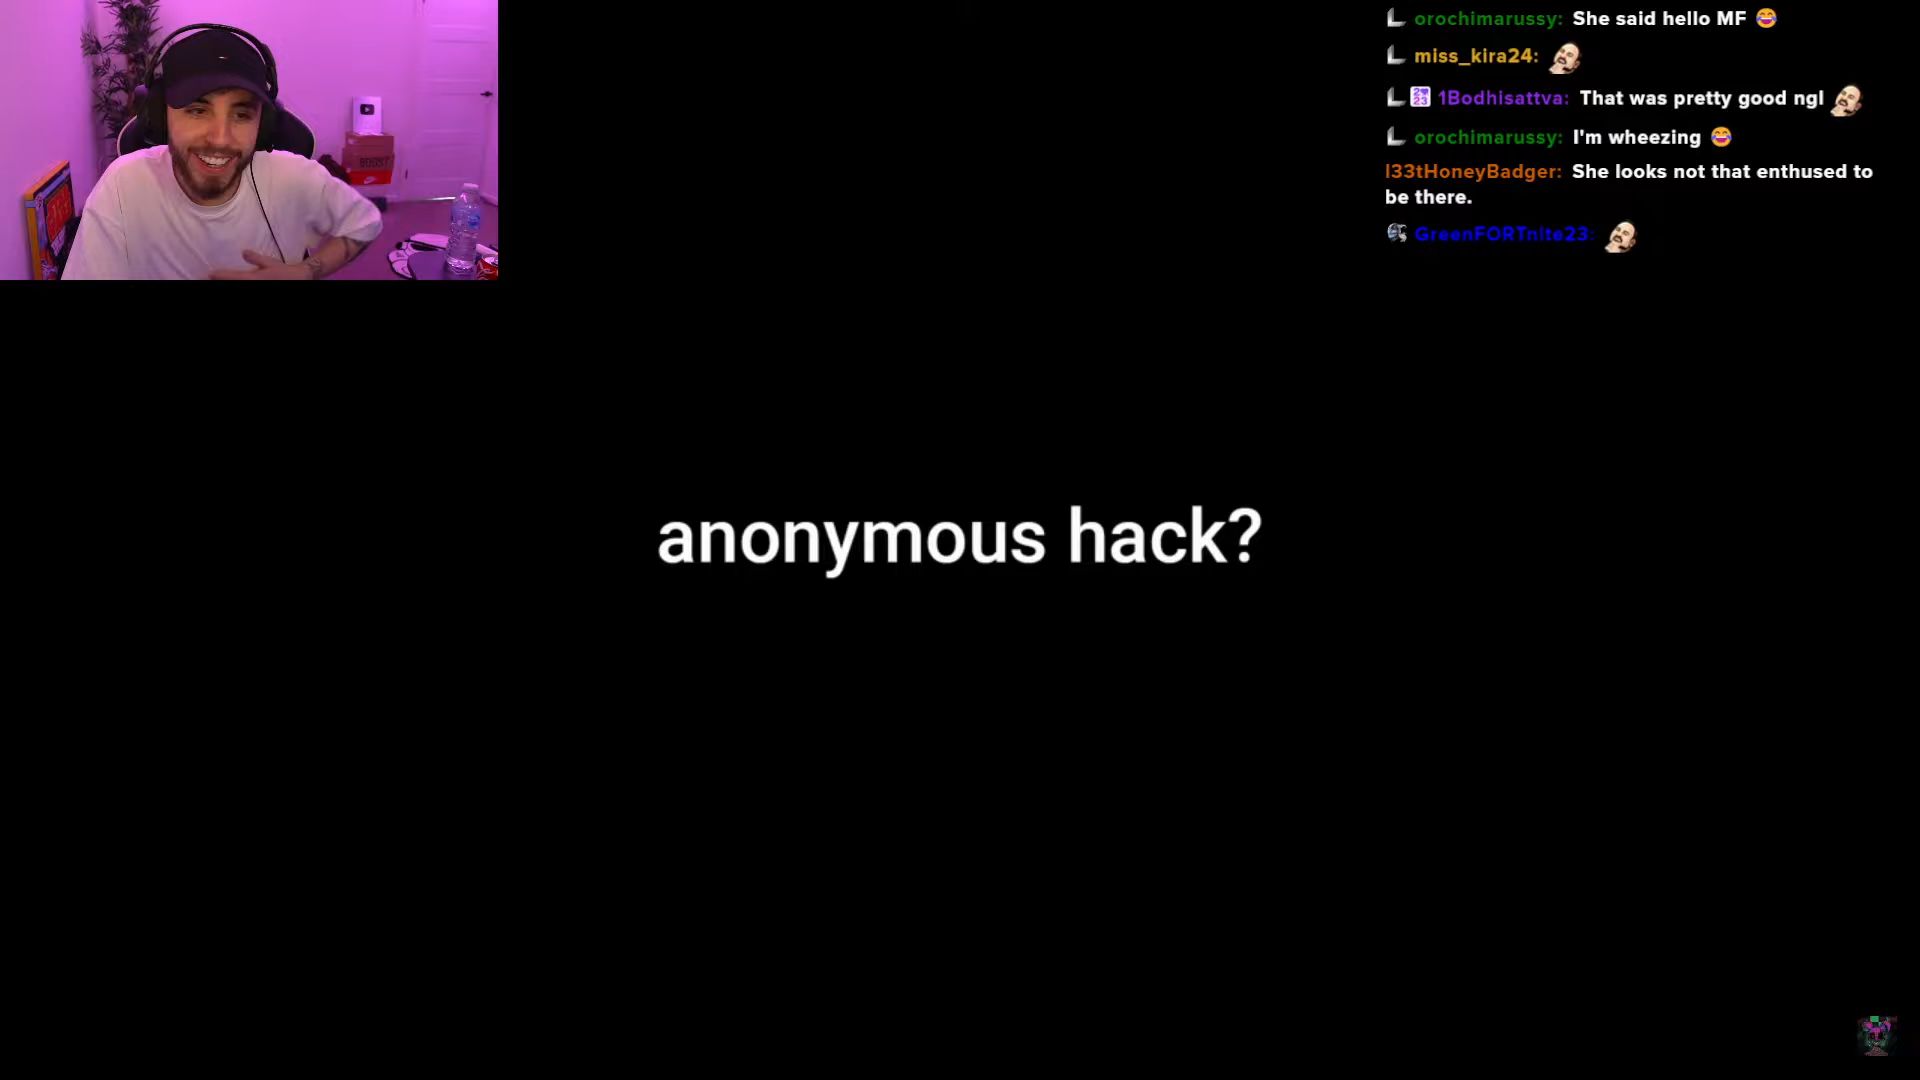 orochimarussy: She said hello MF 😂
miss_kira24:
1Bodhisattva: That was pretty good ngl
orochimarussy: I'm wheezing 😂
l33tHoneyBadger: She looks not that enthused to
be there.
GreenFORTnite23:
BOOST
anonymous hack?